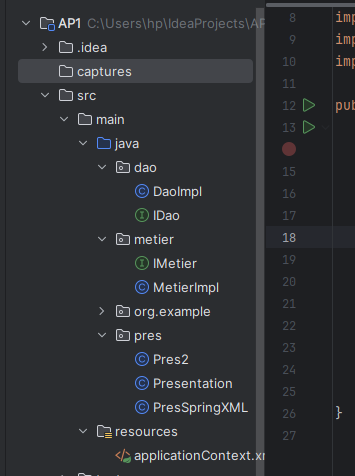 AP1 C:\Users\hp\IdeaProjects\AP
.idea
captures
src
main
java
dao
DaoImpl
IDao
metier
IMetier
MetierImpl
org.example
pres
Pres2
Presentation
PresSpringXML
resources
applicationContext.xm
8 imp
9 imp
10 imp
11
12 pub
13
15
16
17
18
19
20
21
22
23
24
25
26 }
27